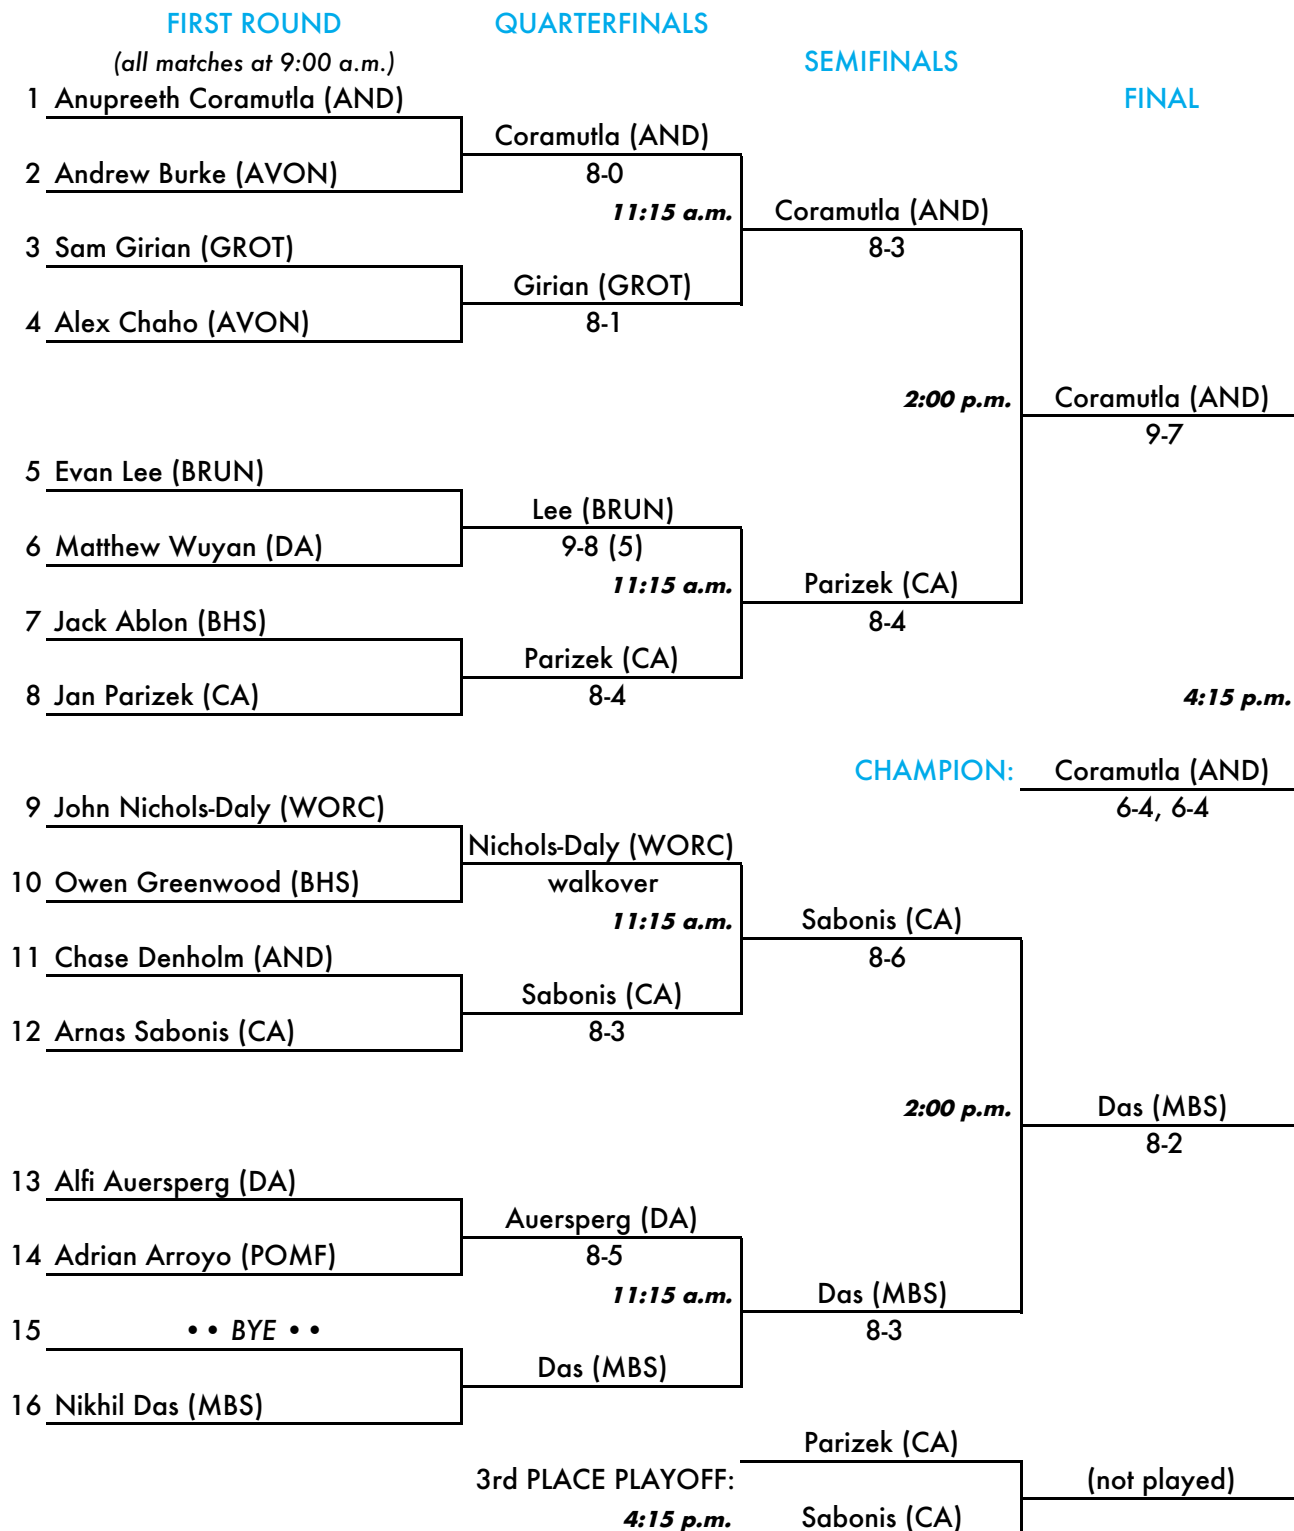 FIRST ROUND QUARTERFINALS
(all matches at 9:00 a.m.) SEMIFINALS
1 Anupreeth Coramutla (AND) FINAL
Coramutla (AND)
2 Andrew Burke (AVON) 8-0
11:15 a.m. Coramutla (AND)
3 Sam Girian (GROT) 8-3
Girian (GROT)
4 Alex Chaho (AVON) 8-1
2:00 p.m. Coramutla (AND)
9-7
5 Evan Lee (BRUN)
Lee (BRUN)
6 Matthew Wuyan (DA) 9-8 (5)
11:15 a.m. Parizek (CA)
7 Jack Ablon (BHS) 8-4
Parizek (CA)
8 Jan Parizek (CA) 8-4 4:15 p.m.
CHAMPION: Coramutla (AND)
9 John Nichols-Daly (WORC) 6-4, 6-4
Nichols-Daly (WORC)
10 Owen Greenwood (BHS) walkover
11:15 a.m. Sabonis (CA)
11 Chase Denholm (AND) 8-6
Sabonis (CA)
12 Arnas Sabonis (CA) 8-3
2:00 p.m. Das (MBS)
8-2
13 Alfi Auersperg (DA)
Auersperg (DA)
14 Adrian Arroyo (POMF) 8-5
11:15 a.m. Das (MBS)
15 • • BYE • • 8-3
Das (MBS)
16 Nikhil Das (MBS)
Parizek (CA)
3rd PLACE PLAYOFF: (not played)
4:15 p.m. Sabonis (CA)